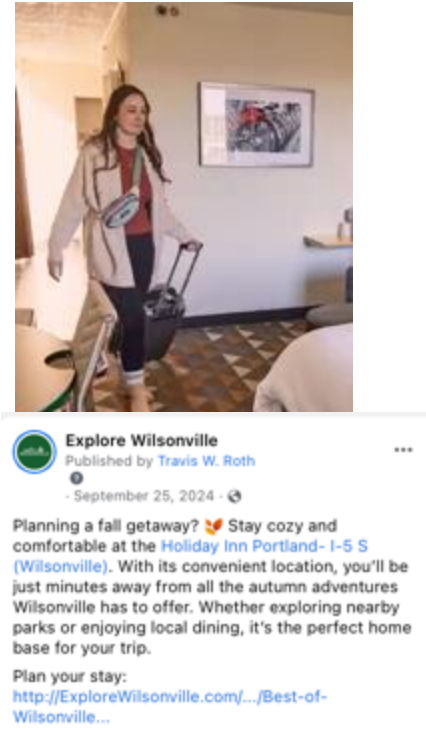 Explore Wilsonville
Published by Travis W. Roth
· September 25, 2024 ·
Planning a fall getaway? 🍂 Stay cozy and
comfortable at the Holiday Inn Portland- I-5 S
(Wilsonville). With its convenient location, you'll be
just minutes away from all the autumn adventures
Wilsonville has to offer. Whether exploring nearby
parks or enjoying local dining, it's the perfect home
base for your trip.
Plan your stay:
http://ExploreWilsonville.com/.../Best-of-
Wilsonville...